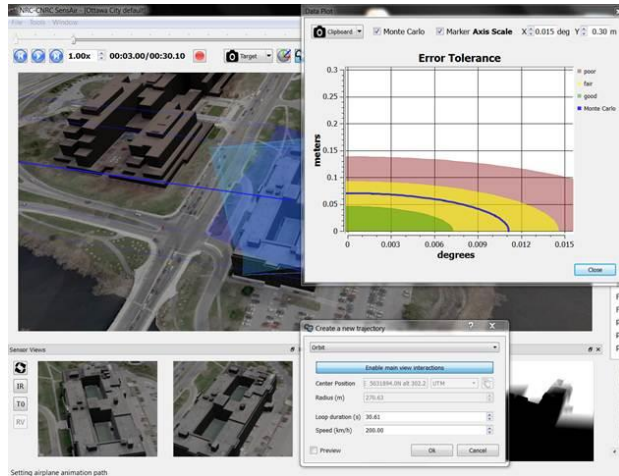 NRC-CNRC SensAir - [Ottawa City default]
File Tools Window
1.00x 00:03.00/00:30.10 Target
Data Plot
Clipboard Monte Carlo Marker Axis Scale X 0.015 deg Y 0.30 m
Error Tolerance
poor
fair
good
Monte Carlo
meters
0.3
0.25
0.2
0.15
0.1
0.05
0
0 0.003 0.006 0.009 0.012 0.015
degrees
Close
Sensor Views
IR
T0
RV
Create a new trajectory
Orbit
Enable main view interactions
Center Position UTM
Radius (m) 270.63
Loop duration (s) 30.61
Speed (km/h) 200.00
Preview Ok Cancel
Setting airplane animation path